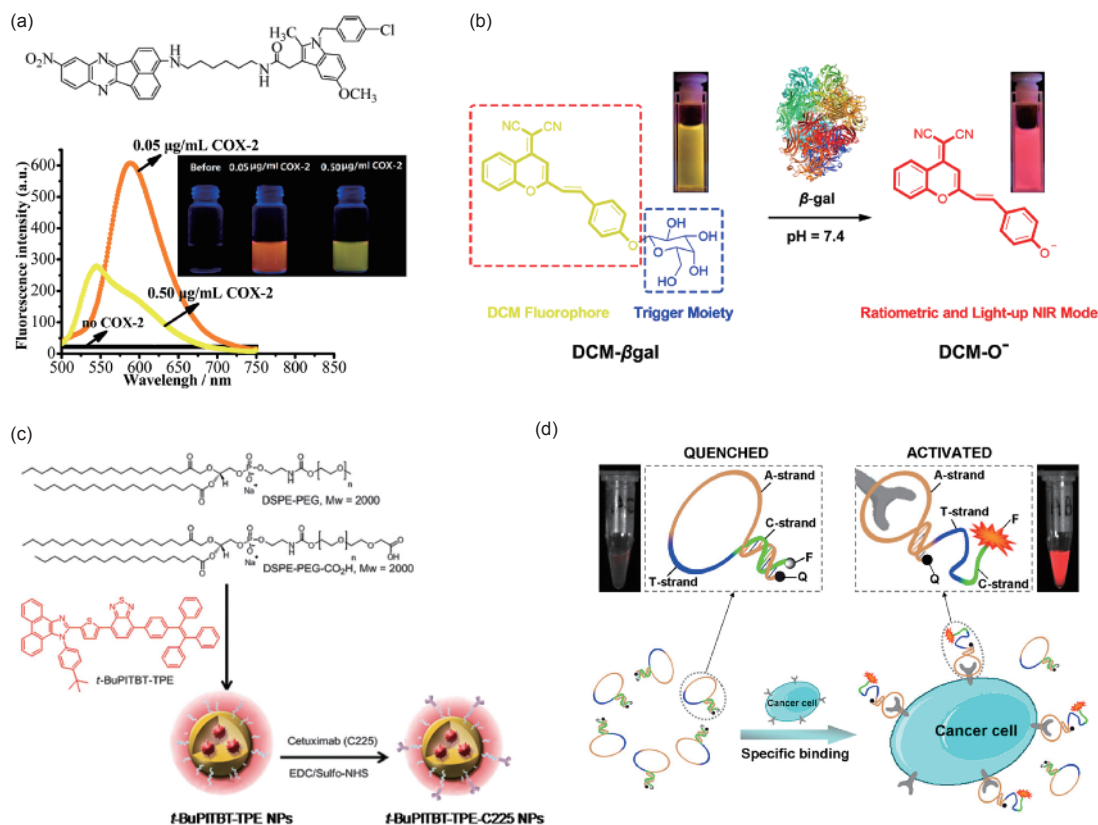 (a)
O₂N
N
N
H
N
N
H
O
H₃C
N
Cl
OCH₃
0.05 μg/mL COX-2
Before
0.05μg/ml COX-2
0.50μg/ml COX-2
0.50 μg/mL COX-2
no COX-2
Fluorescence intensity (a.u.)
600
500
400
300
200
100
0
500 550 600 650 700 750 800 850
Wavelengh / nm
(b)
NC CN
O
O
OH
OH
O
HO
OH
DCM Fluorophore
Trigger Moiety
DCM-βgal
β-gal
pH = 7.4
NC CN
O
O⁻
Ratiometric and Light-up NIR Mode
DCM-O⁻
(c)
DSPE-PEG, Mw = 2000
DSPE-PEG-CO₂H, Mw = 2000
t-BuPITBT-TPE
Cetuximab (C225)
EDC/Sulfo-NHS
t-BuPITBT-TPE NPs
t-BuPITBT-TPE-C225 NPs
(d)
QUENCHED
A-strand
C-strand
F
Q
T-strand
ACTIVATED
A-strand
T-strand
F
Q
C-strand
Cancer cell
Specific binding
Cancer cell